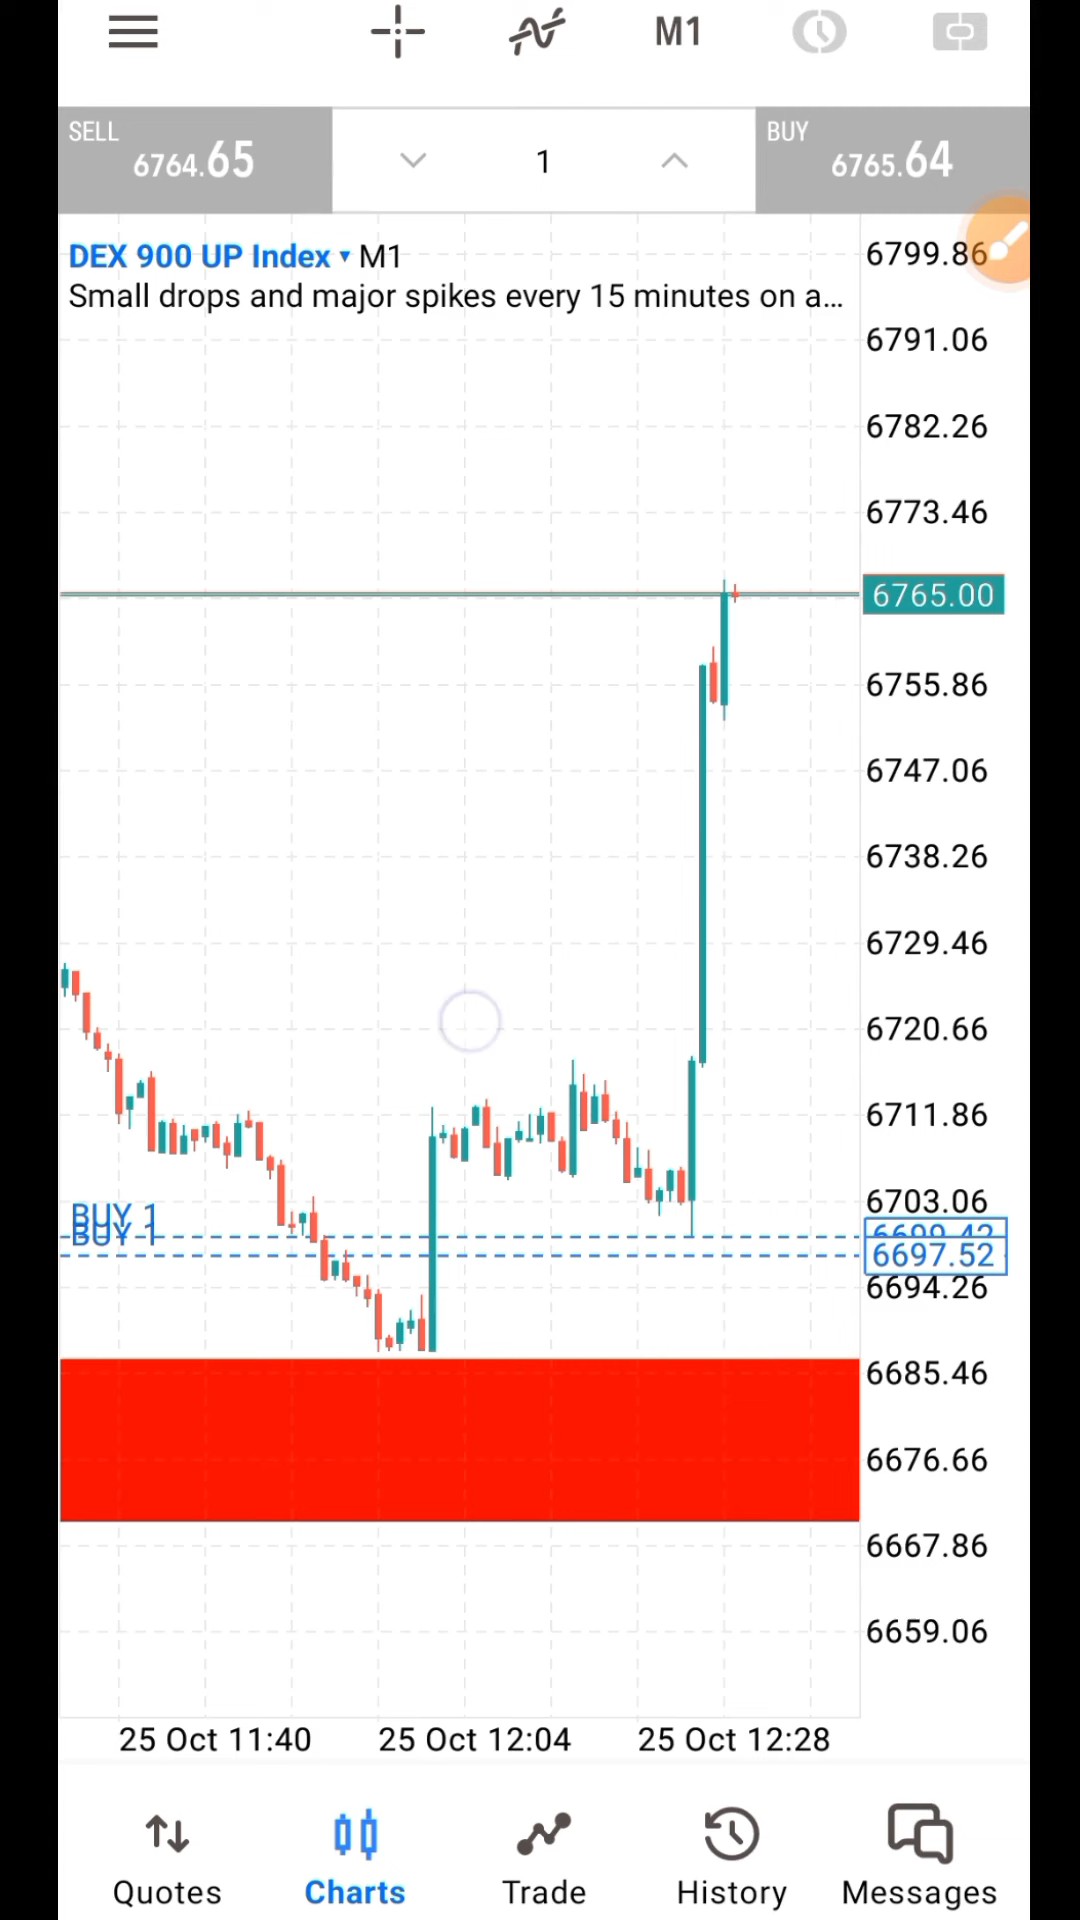 M1
SELL
6764.65
1
BUY
6765.64
DEX 900 UP Index ▾ M1
Small drops and major spikes every 15 minutes on a...
6799.86
6791.06
6782.26
6773.46
6765.00
6755.86
6747.06
6738.26
6729.46
6720.66
6711.86
6703.06
BUY 1
6699.42
BUY 1
6697.52
6694.26
6685.46
6676.66
6667.86
6659.06
25 Oct 11:40
25 Oct 12:04
25 Oct 12:28
Quotes
Charts
Trade
History
Messages